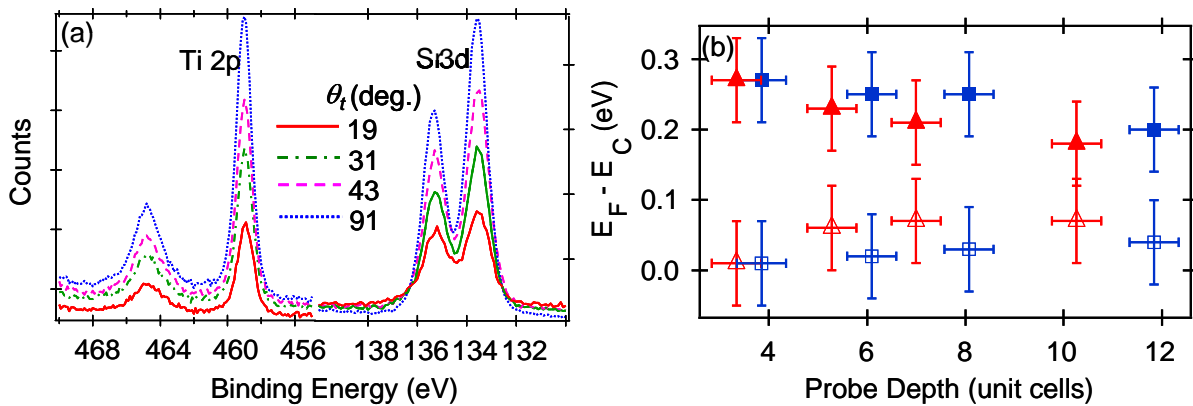 (a)
Ti 2p
Sr3d
θt (deg.)
19
31
43
91
Counts
468
464
460
456
138
136
134
132
Binding Energy (eV)
(b)
0.3
0.2
0.1
0.0
EF - EC (eV)
4
6
8
10
12
Probe Depth (unit cells)